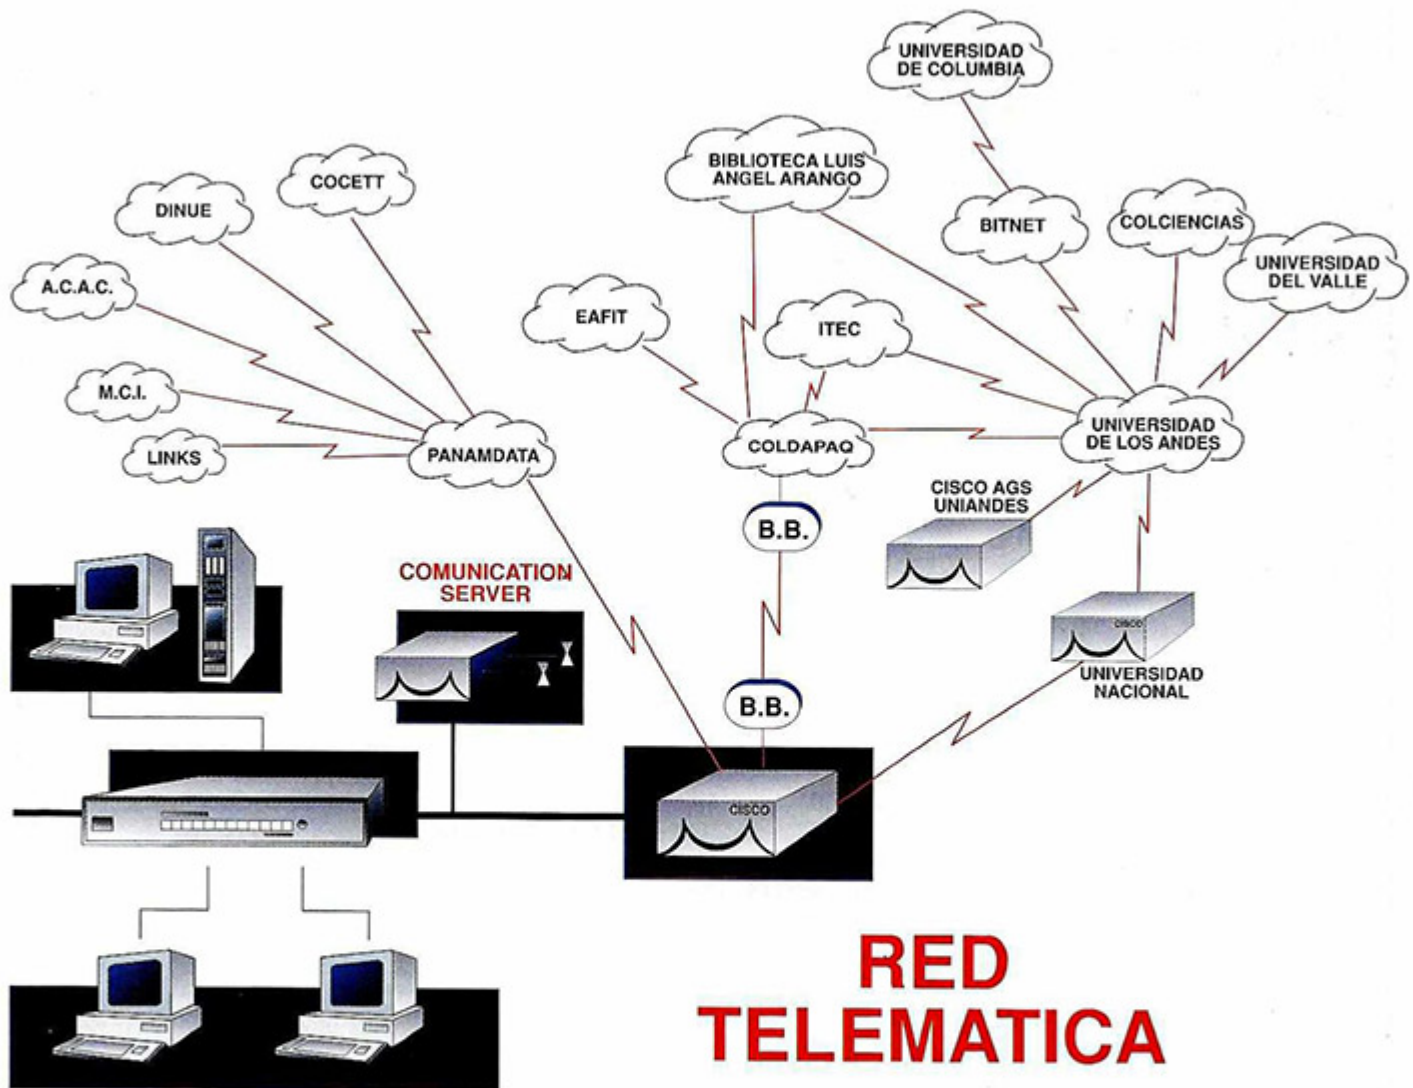 UNIVERSIDAD
DE COLUMBIA
BIBLIOTECA LUIS
ANGEL ARANGO
COCETT
DINUE
BITNET
COLCIENCIAS
UNIVERSIDAD
DEL VALLE
A.C.A.C.
EAFIT
ITEC
M.C.I.
LINKS
PANAMDATA
COLDAPAQ
UNIVERSIDAD
DE LOS ANDES
CISCO AGS
UNIANDES
B.B.
COMUNICATION
SERVER
CISCO
UNIVERSIDAD
NACIONAL
B.B.
CISCO
RED
TELEMATICA